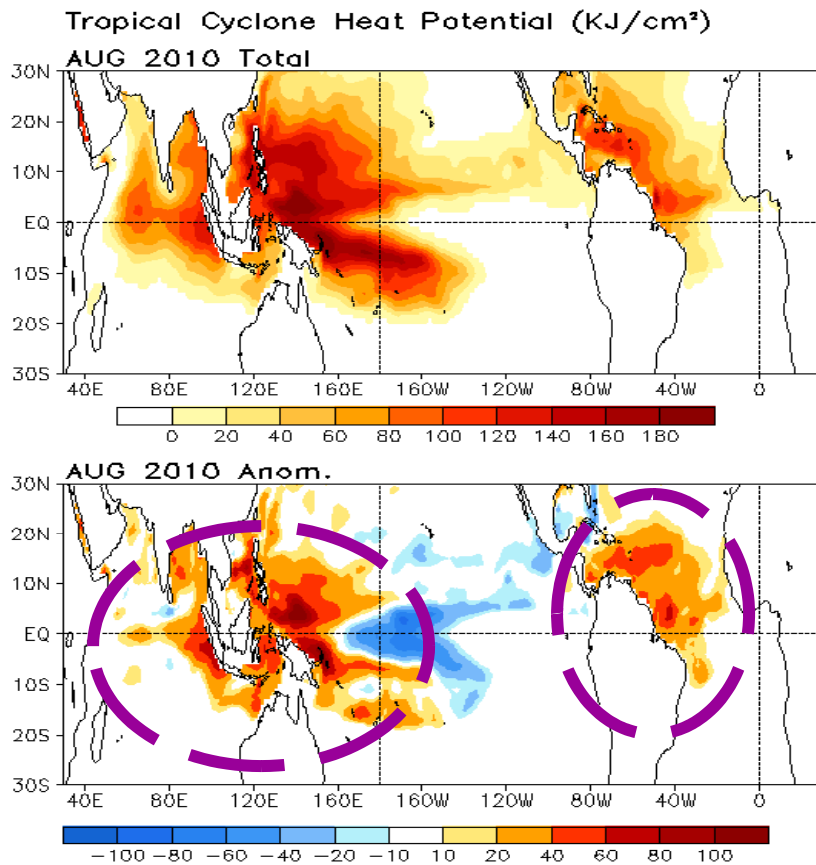 Tropical Cyclone Heat Potential (KJ/cm²)
AUG 2010 Total
30N
20N
10N
EQ
10S
20S
30S
40E 80E 120E 160E 160W 120W 80W 40W 0
0 20 40 60 80 100 120 140 160 180
AUG 2010 Anom.
30N
20N
10N
EQ
10S
20S
30S
40E 80E 120E 160E 160W 120W 80W 40W 0
-100 -80 -60 -40 -20 -10 10 20 40 60 80 100